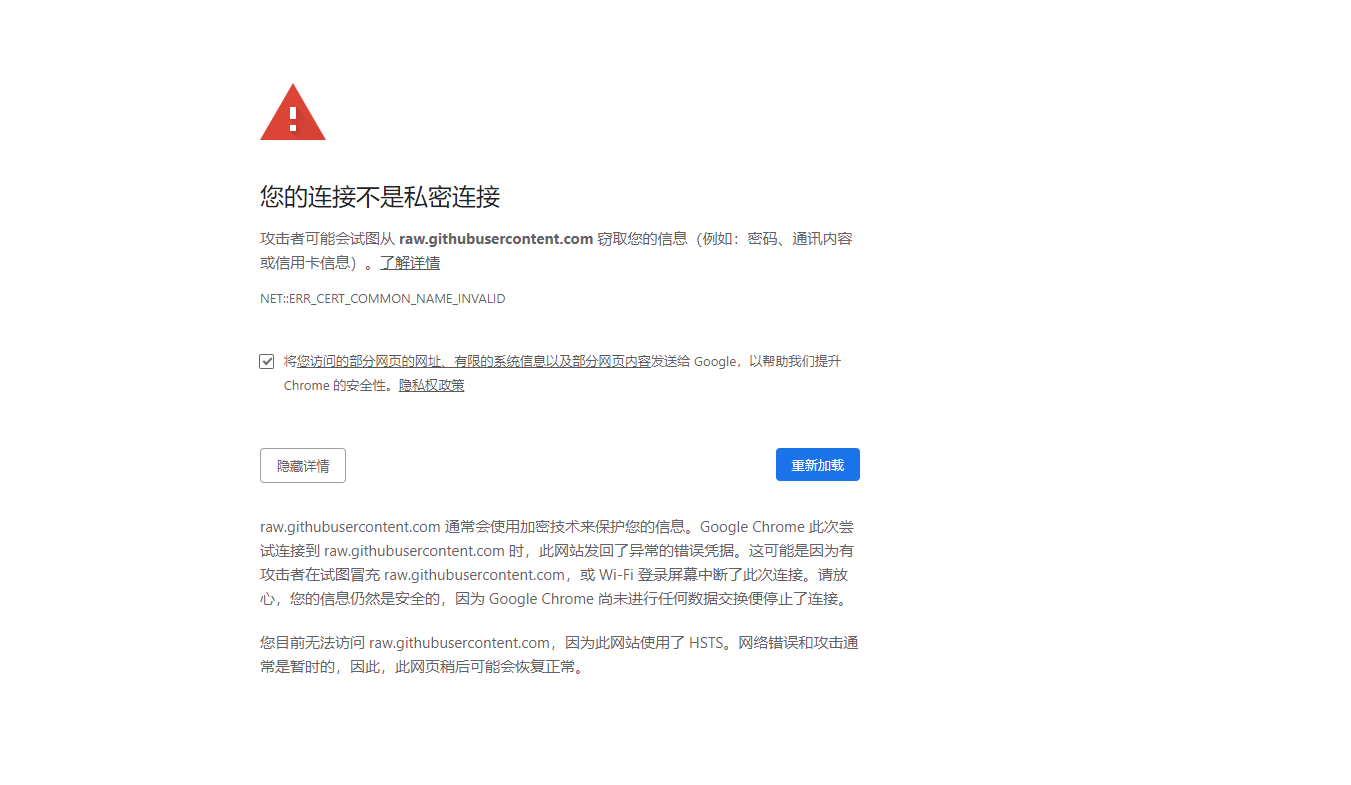 您的连接不是私密连接
攻击者可能会试图从 raw.githubusercontent.com 窃取您的信息（例如：密码、通讯内容
或信用卡信息）。了解详情
NET::ERR_CERT_COMMON_NAME_INVALID
将您访问的部分网页的网址、有限的系统信息以及部分网页内容发送给 Google，以帮助我们提升
Chrome 的安全性。隐私权政策
隐藏详情
重新加载
raw.githubusercontent.com 通常会使用加密技术来保护您的信息。Google Chrome 此次尝
试连接到 raw.githubusercontent.com 时，此网站发回了异常的错误凭据。这可能是因为有
攻击者在试图冒充 raw.githubusercontent.com，或 Wi-Fi 登录屏幕中断了此次连接。请放
心，您的信息仍然是安全的，因为 Google Chrome 尚未进行任何数据交换便停止了连接。
您目前无法访问 raw.githubusercontent.com，因为此网站使用了 HSTS。网络错误和攻击通
常是暂时的，因此，此网页稍后可能会恢复正常。